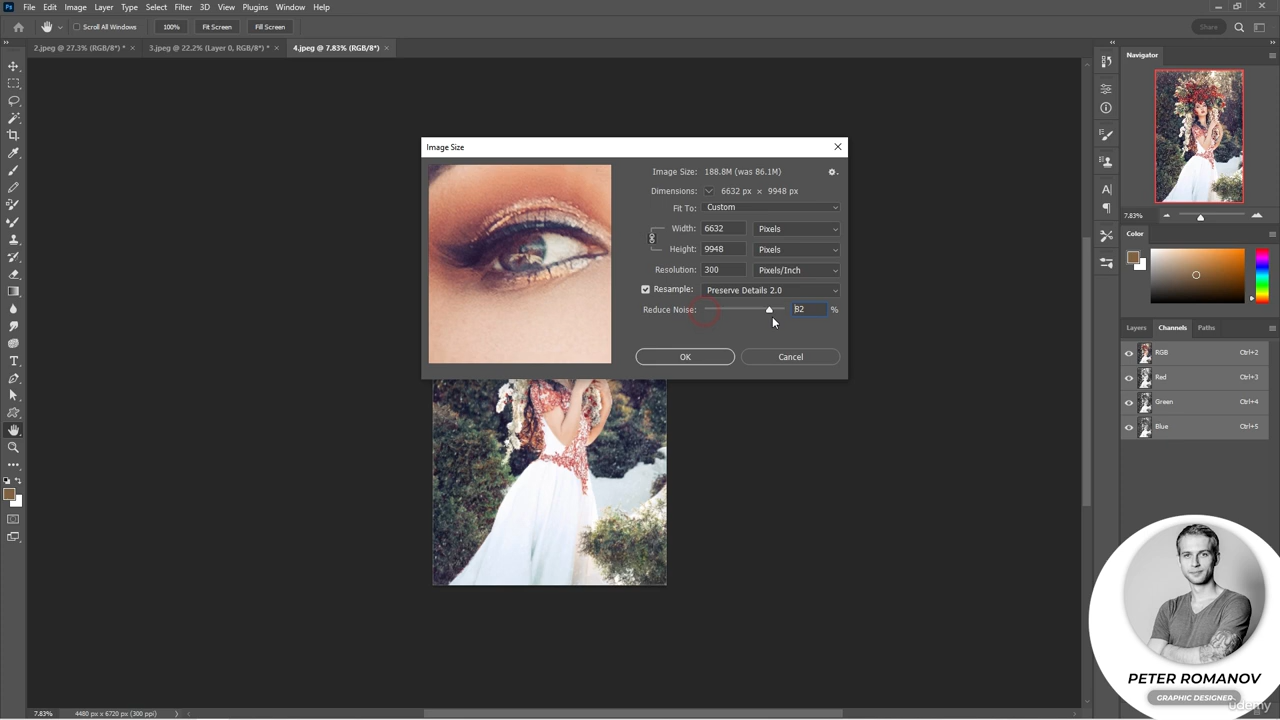 Ps File Edit Image Layer Type Select Filter 3D View Plugins Window Help
Scroll All Windows 100% Fit Screen Fill Screen Share
2.jpeg @ 27.3% (RGB/8*) * × 3.jpeg @ 22.2% (Layer 0, RGB/8*) * × 4.jpeg @ 7.83% (RGB/8*) ×
Navigator
7.83%
Color
Layers Channels Paths
RGB Ctrl+2
Red Ctrl+3
Green Ctrl+4
Blue Ctrl+5
Image Size
Image Size: 188.8M (was 86.1M)
Dimensions: 6632 px × 9948 px
Fit To: Custom
Width: 6632 Pixels
Height: 9948 Pixels
Resolution: 300 Pixels/Inch
Resample: Preserve Details 2.0
Reduce Noise: 82 %
OK Cancel
PETER ROMANOV
GRAPHIC DESIGNER
udemy
7.83% 4480 px x 6720 px (300 ppi)